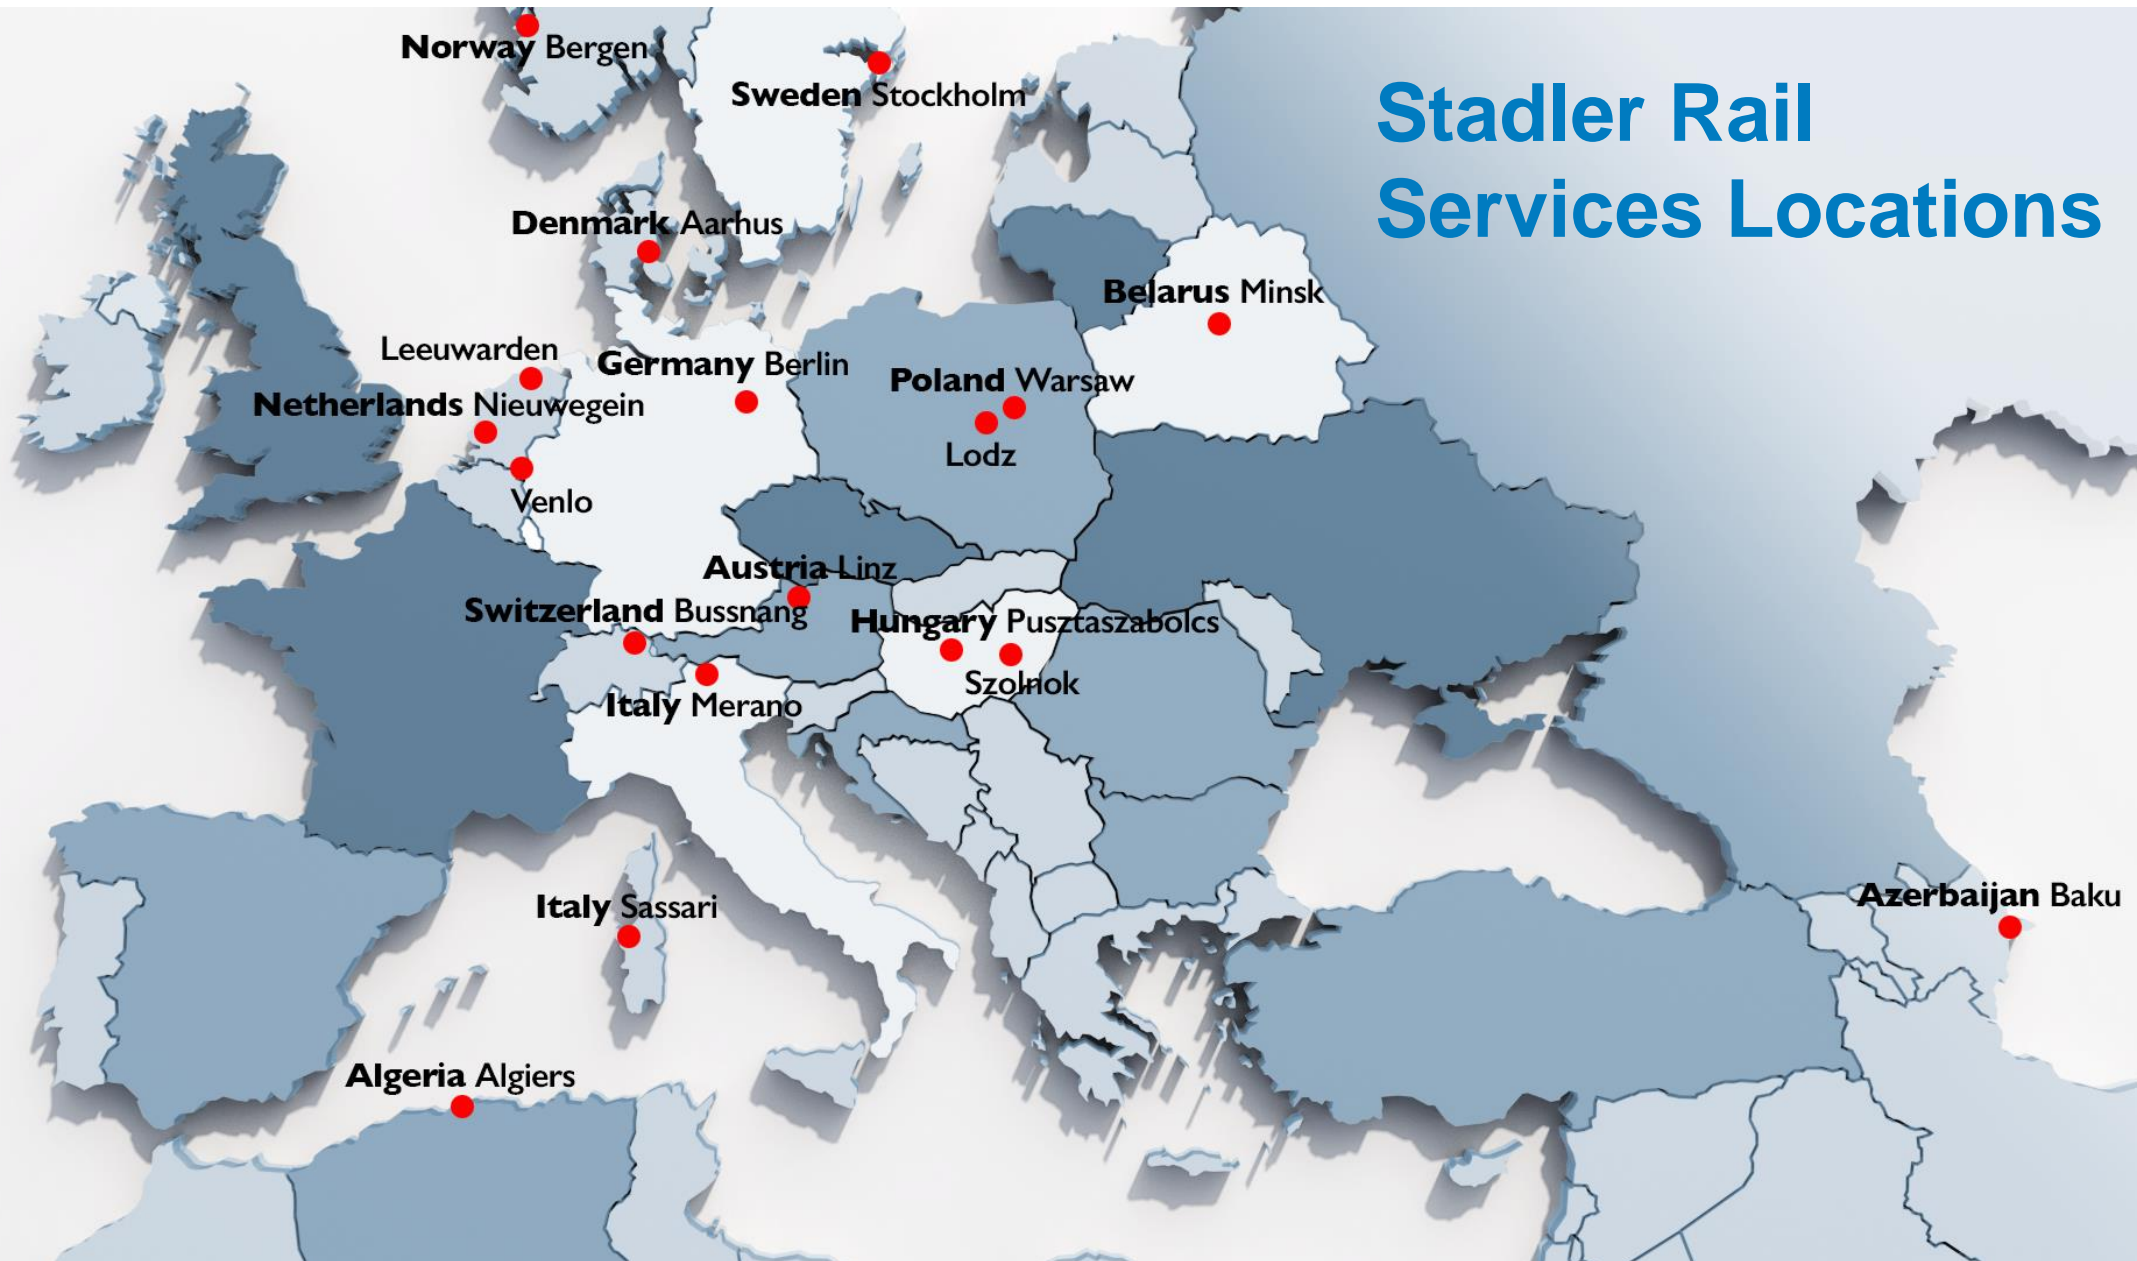 Norway Bergen
Sweden Stockholm
Stadler Rail
Services Locations
Denmark Aarhus
Belarus Minsk
Leeuwarden
Germany Berlin
Poland Warsaw
Netherlands Nieuwegein
Lodz
Venlo
Austria Linz
Switzerland Bussnang
Hungary Pusztaszabolcs
Szolnok
Italy Merano
Azerbaijan Baku
Italy Sassari
Algeria Algiers